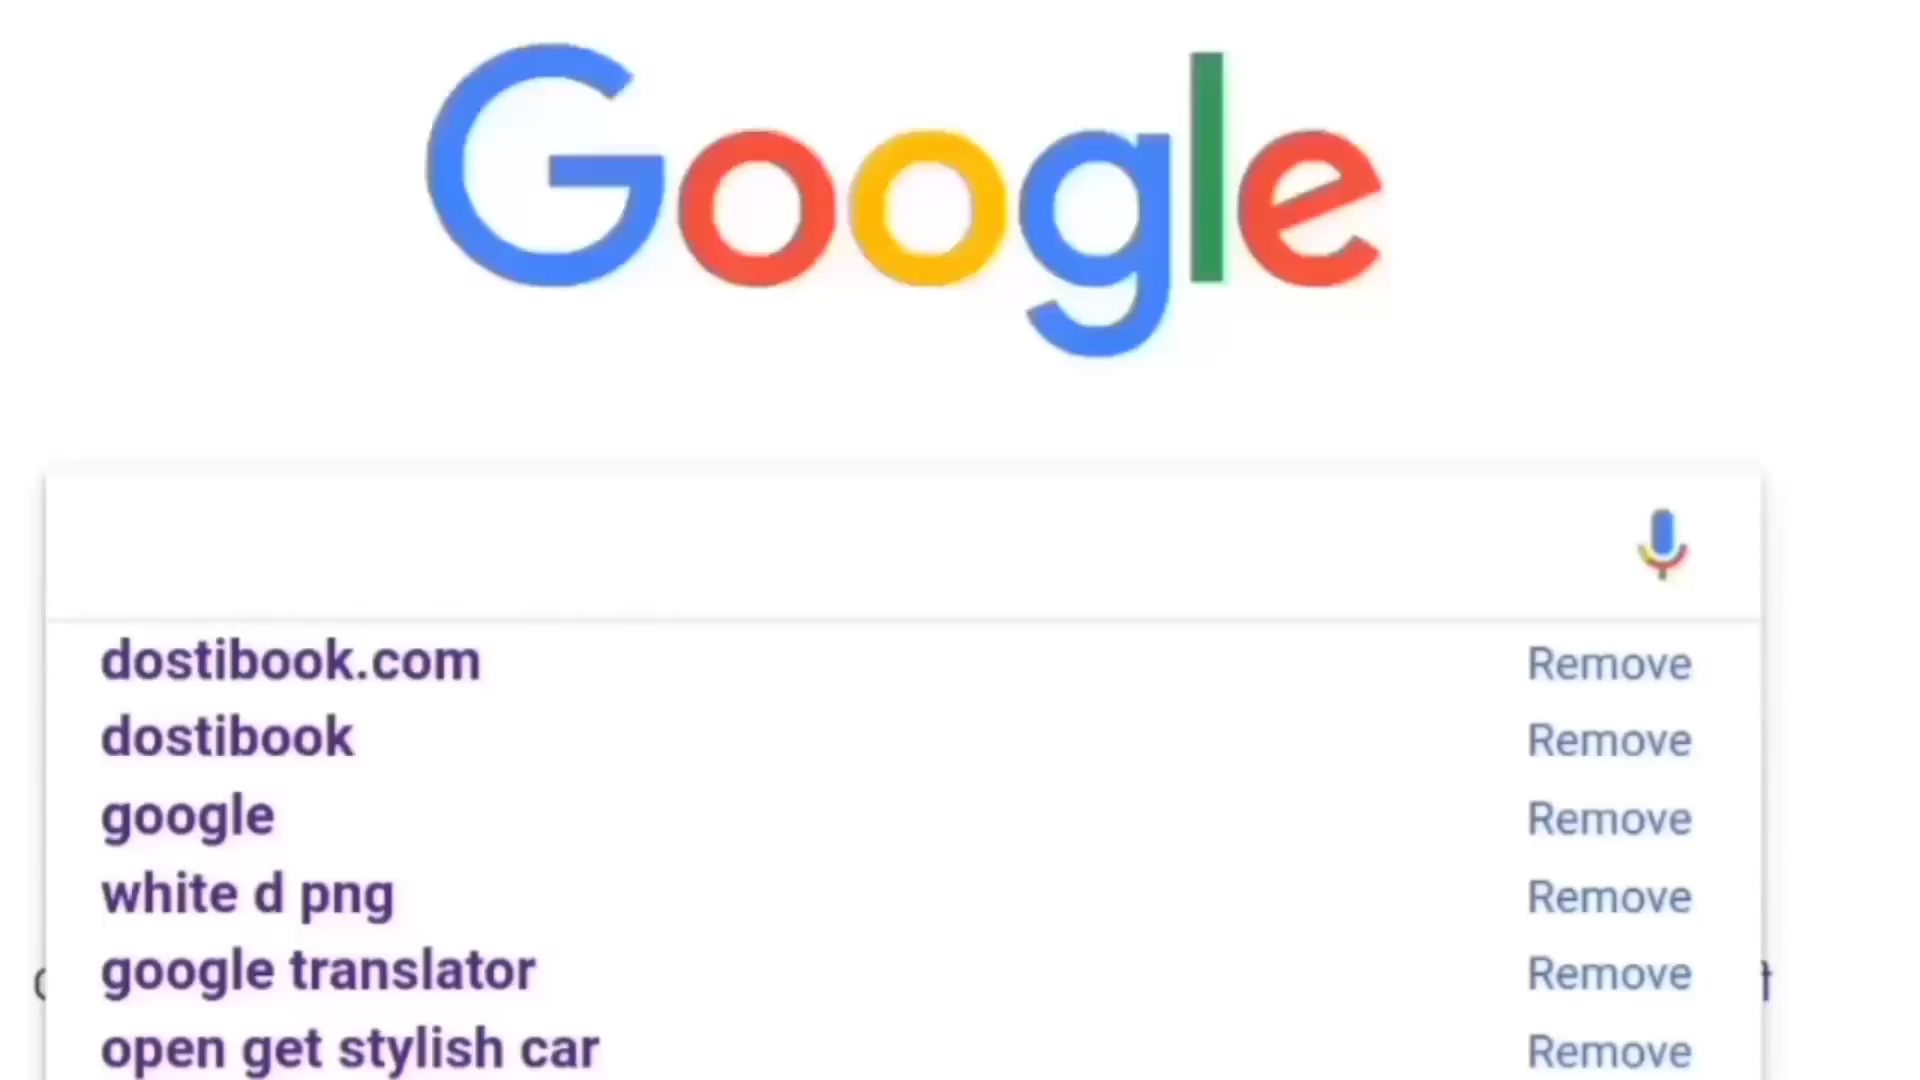 Google
dostibook.com Remove
dostibook Remove
google Remove
white d png Remove
google translator Remove
open get stylish car Remove